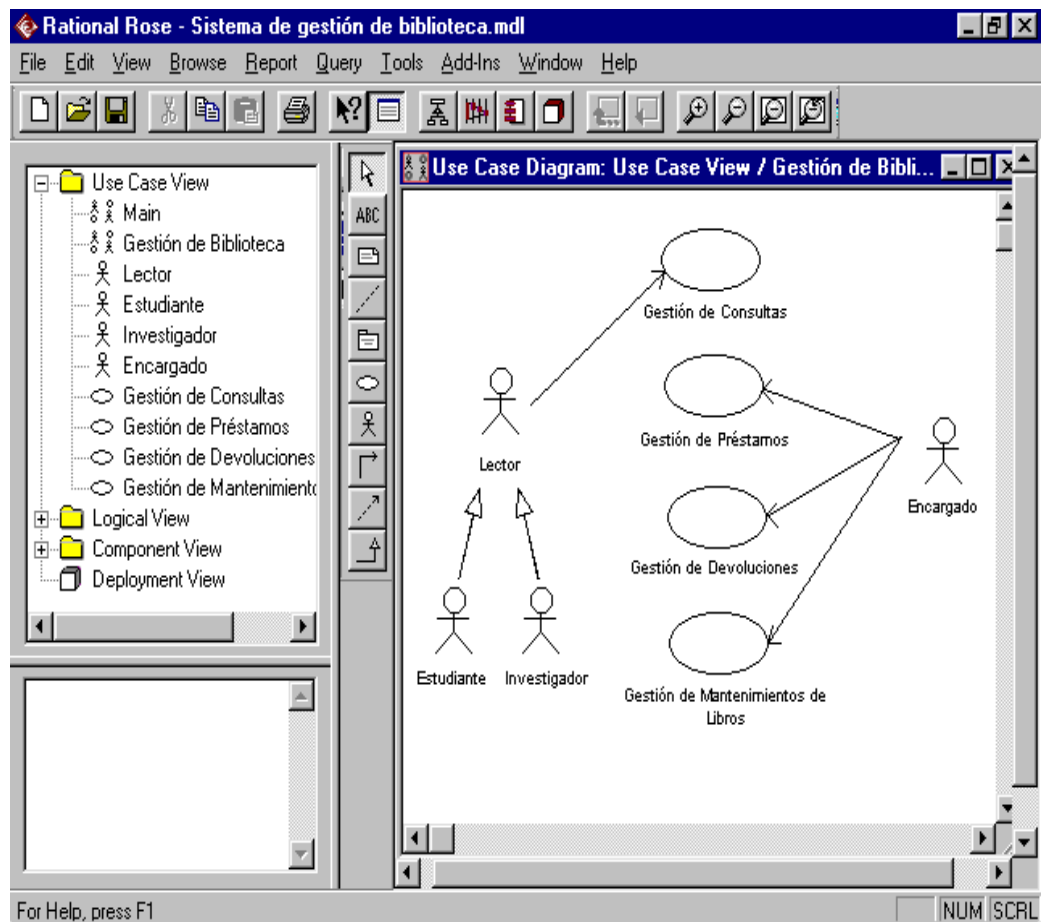 Rational Rose - Sistema de gestión de biblioteca.mdl
File Edit View Browse Report Query Tools Add-Ins Window Help
Use Case View
Main
Gestión de Biblioteca
Lector
Estudiante
Investigador
Encargado
Gestión de Consultas
Gestión de Préstamos
Gestión de Devoluciones
Gestión de Mantenimiento
Logical View
Component View
Deployment View
ABC
Use Case Diagram: Use Case View / Gestión de Bibli...
Gestión de Consultas
Gestión de Préstamos
Lector
Encargado
Gestión de Devoluciones
Estudiante
Investigador
Gestión de Mantenimientos de
Libros
For Help, press F1
NUM
SCRL